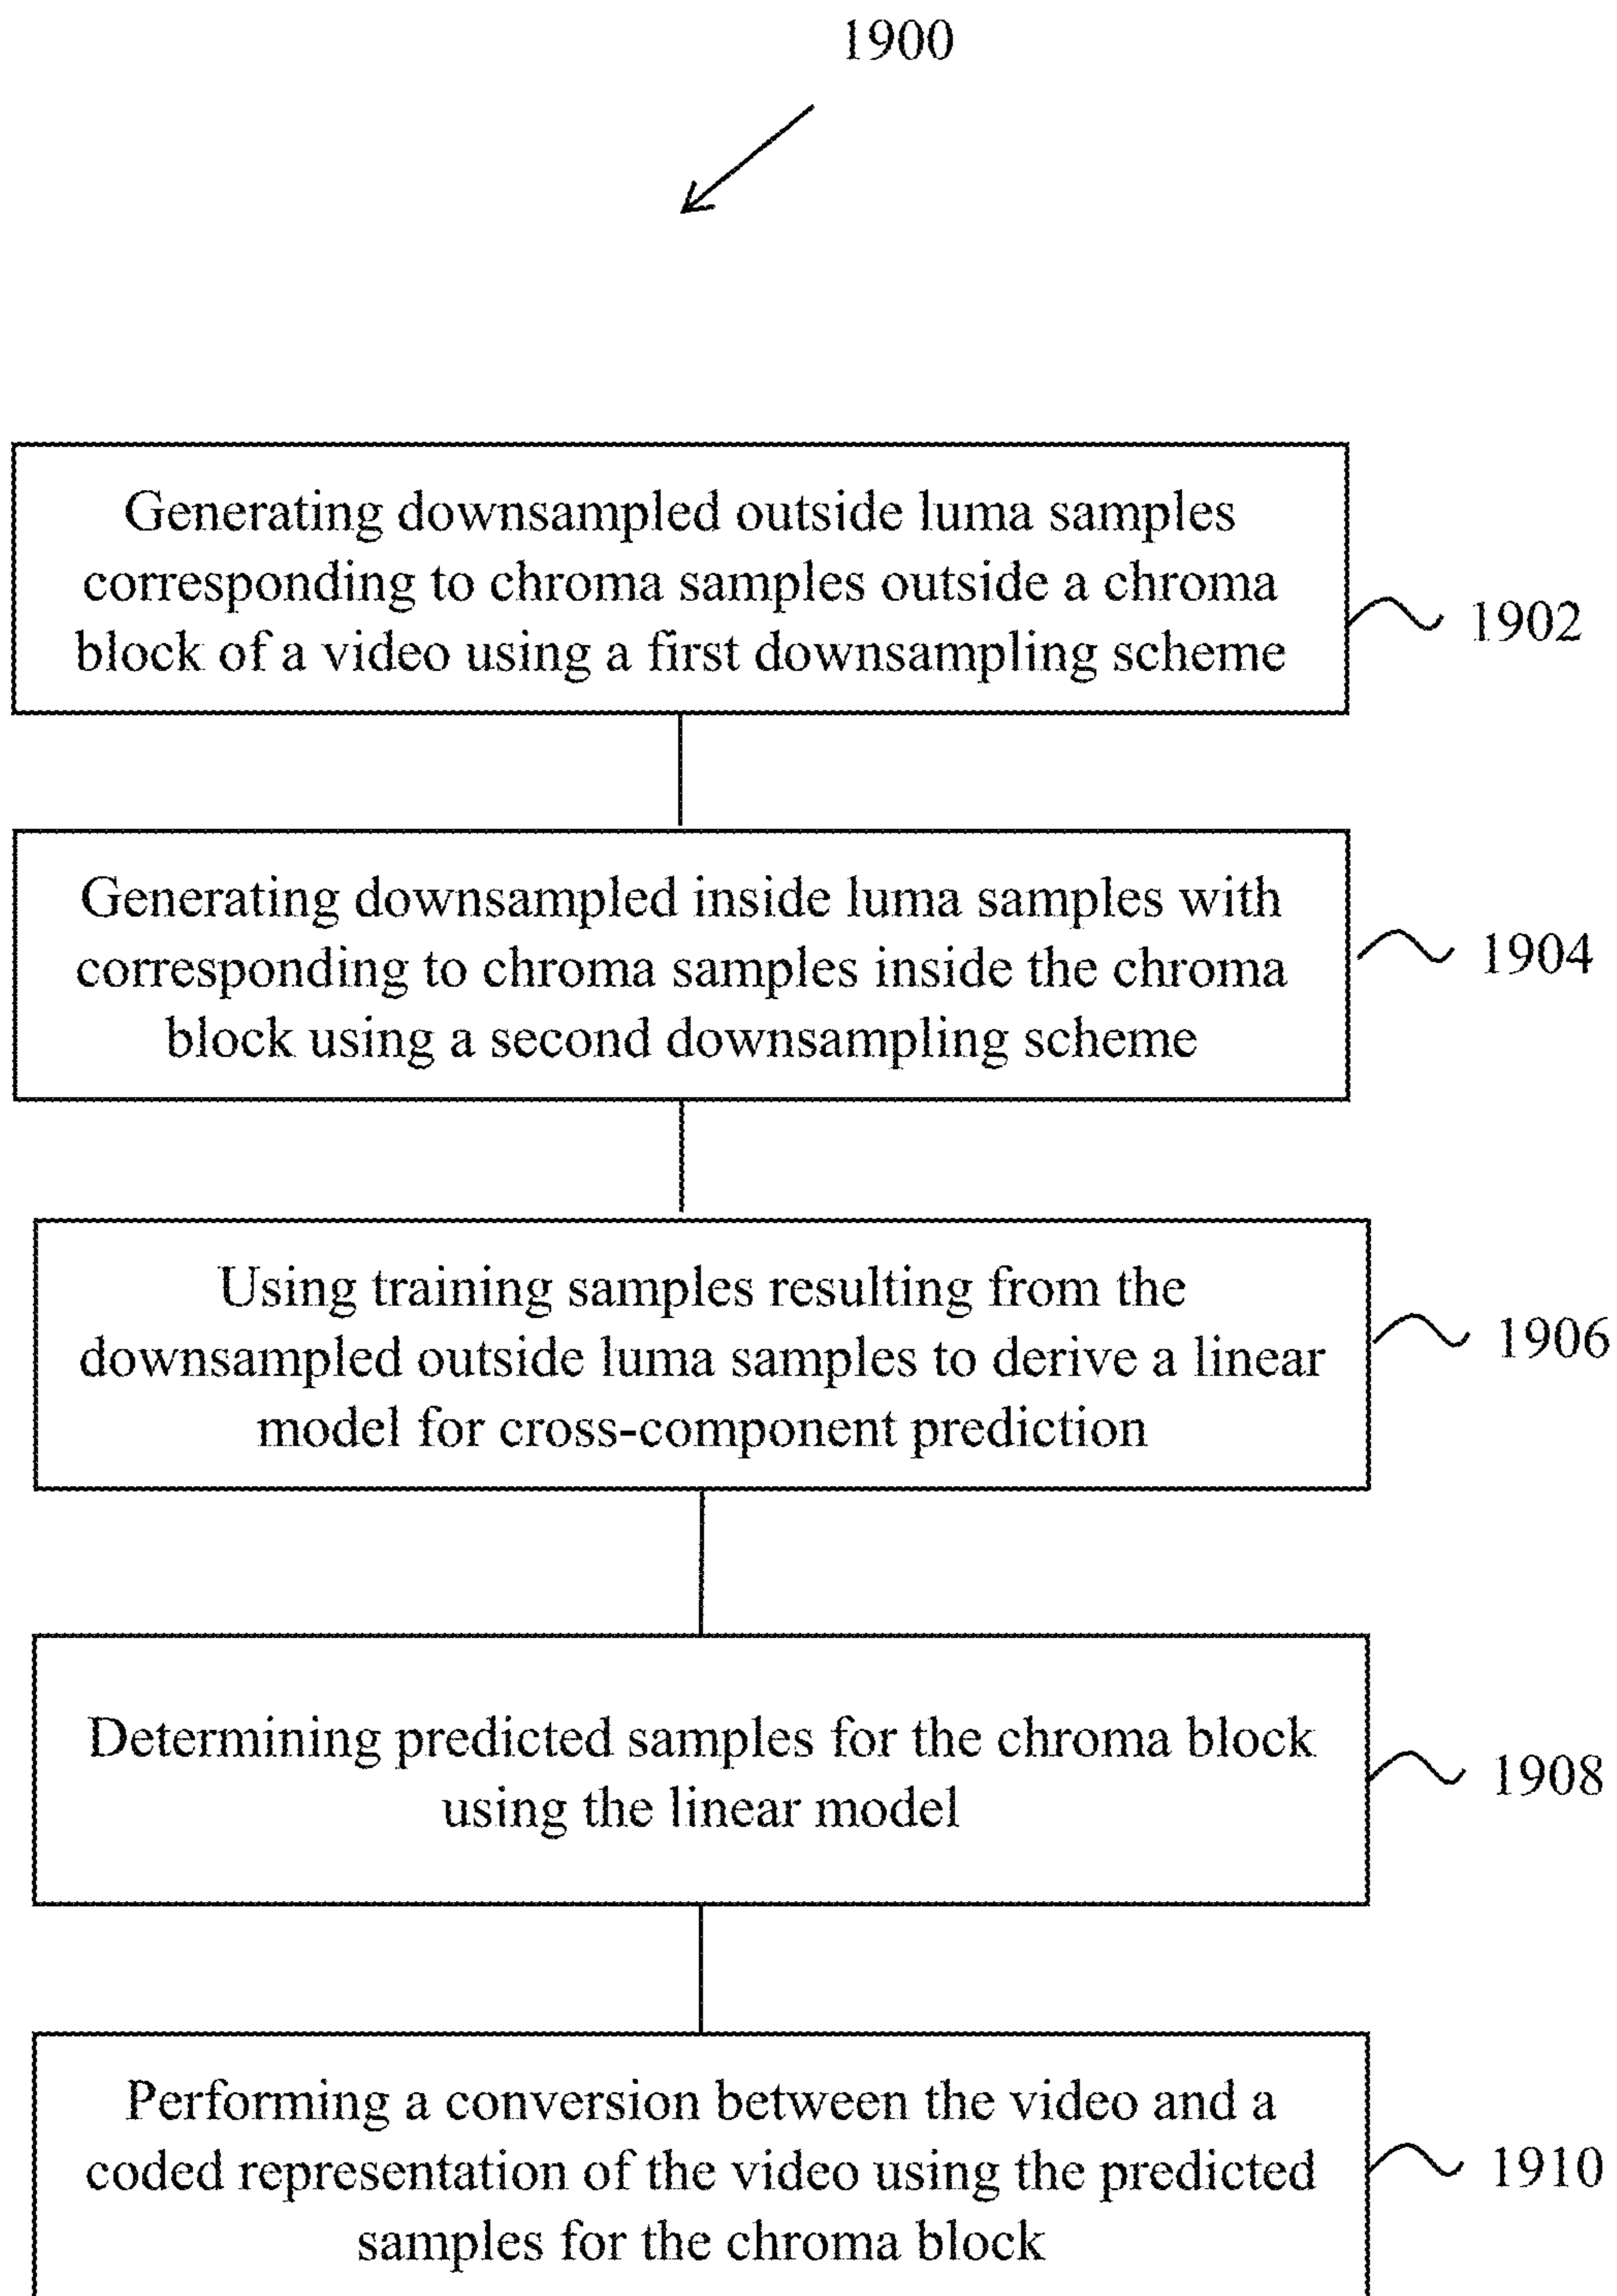 1900
Generating downsampled outside luma samples
corresponding to chroma samples outside a chroma
block of a video using a first downsampling scheme
1902
Generating downsampled inside luma samples with
corresponding to chroma samples inside the chroma
block using a second downsampling scheme
1904
Using training samples resulting from the
downsampled outside luma samples to derive a linear
model for cross-component prediction
1906
Determining predicted samples for the chroma block
using the linear model
1908
Performing a conversion between the video and a
coded representation of the video using the predicted
samples for the chroma block
1910